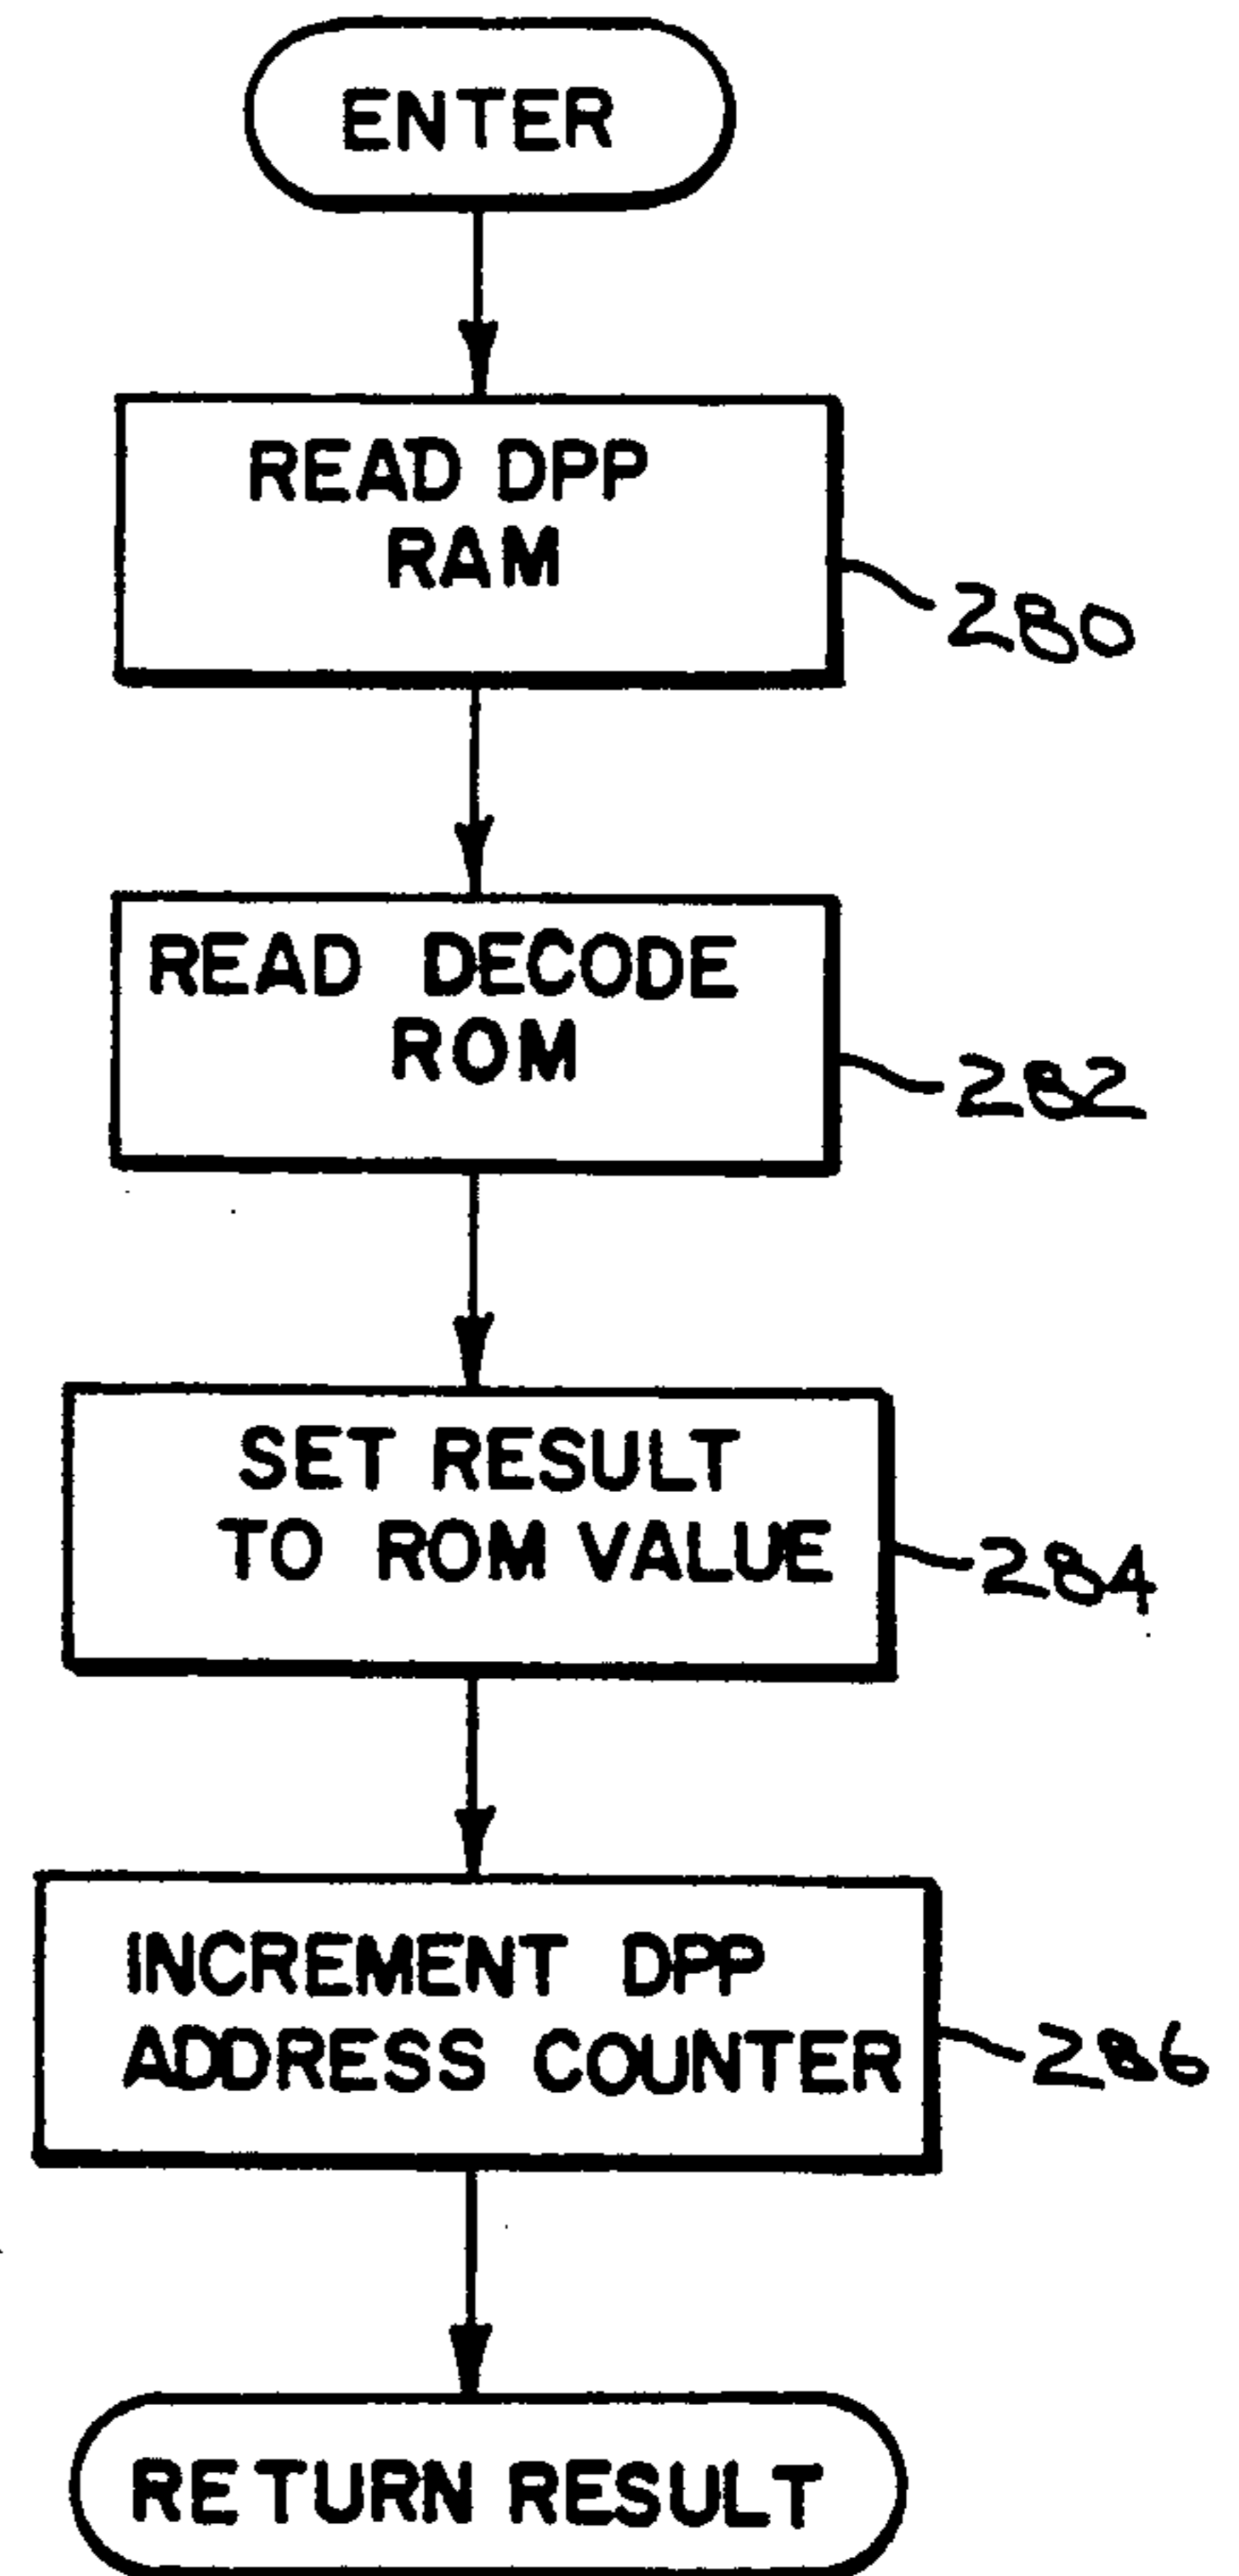 ENTER
READ DPP
RAM
280
READ DECODE
ROM
282
SET RESULT
TO ROM VALUE
284
INCREMENT DPP
ADDRESS COUNTER
286
RETURN RESULT